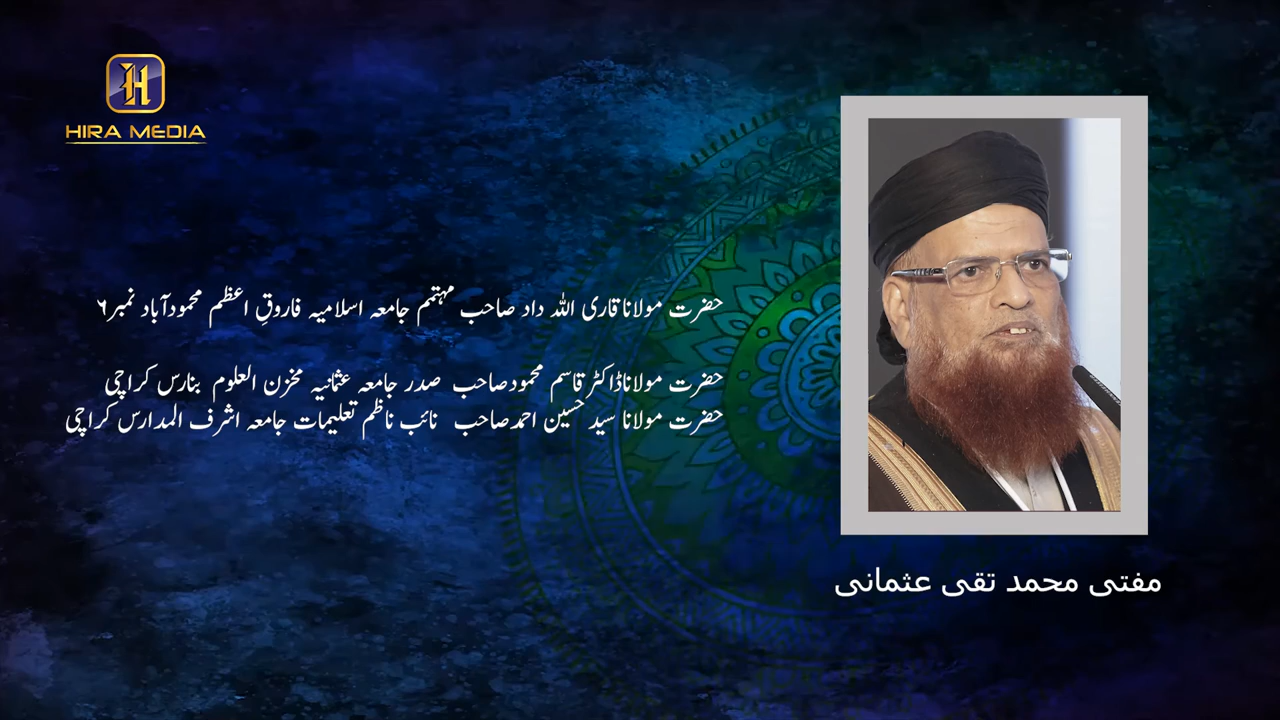 HIRA MEDIA
حضرت مولانا قاری اللہ داد صاحب مہتمم جامعہ اسلامیہ فاروقِ اعظم محمودآباد نمبر۶
حضرت مولانا ڈاکٹر قاسم محمود صاحب صدر جامعہ عثمانیہ مخزن العلوم بنارس کراچی
حضرت مولانا سید حسین احمد صاحب نائب ناظم تعلیمات جامعہ اشرف المدارس کراچی
مفتی محمد تقی عثمانی